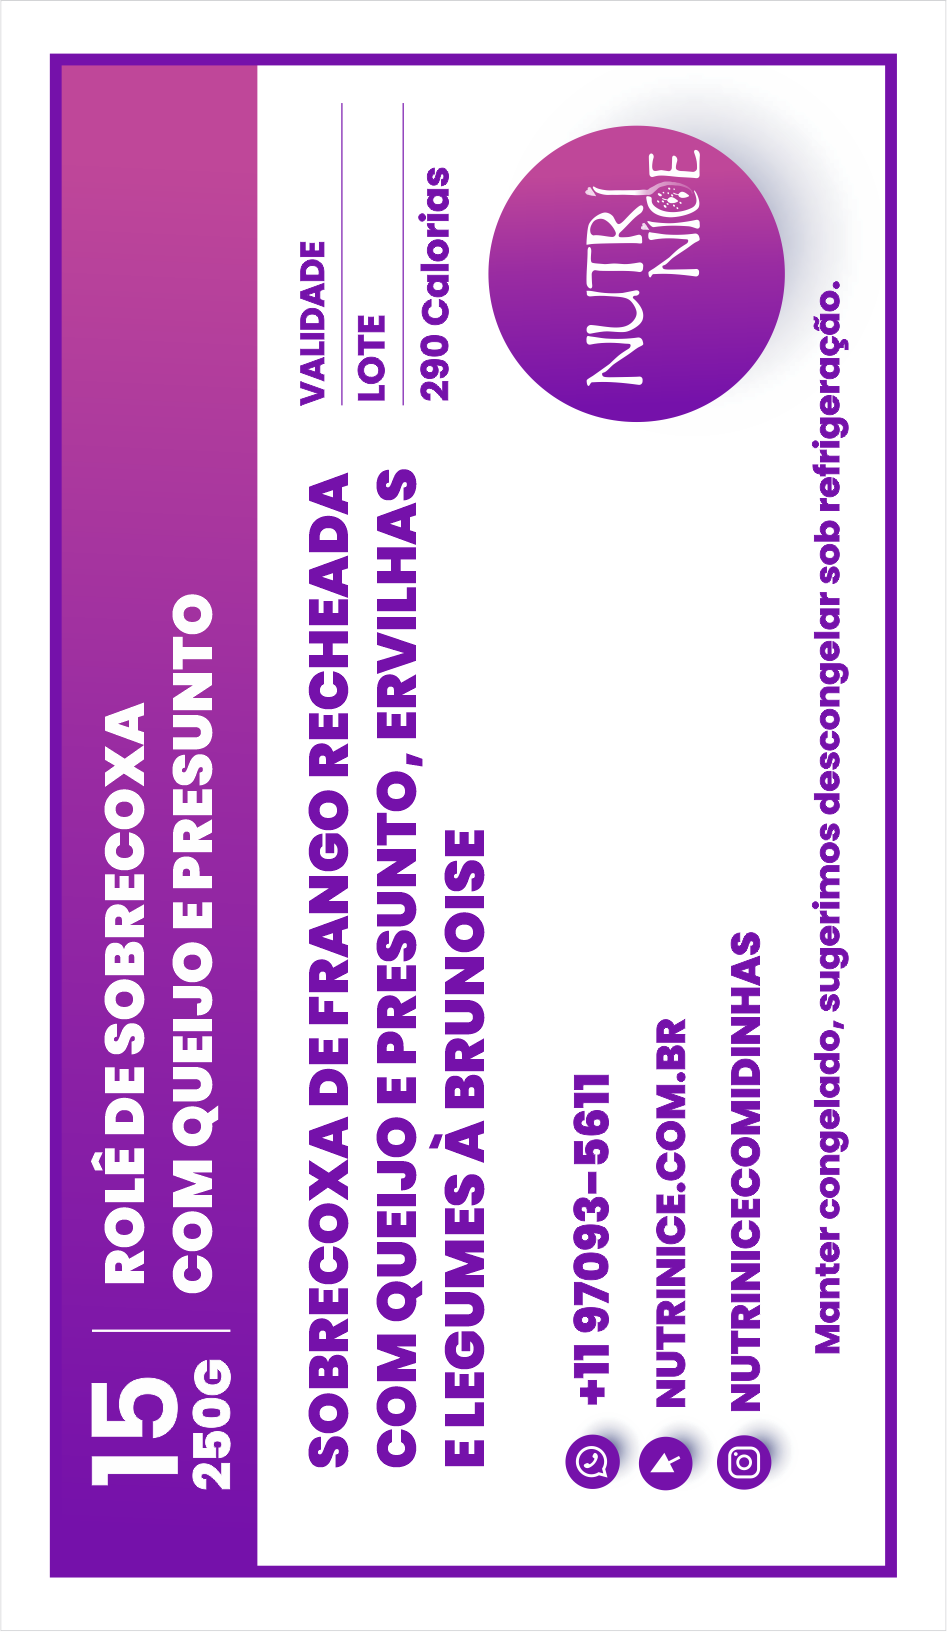 15
250G
ROLÊ DE SOBRECOXA
COM QUEIJO E PRESUNTO
SOBRECOXA DE FRANGO RECHEADA
COM QUEIJO E PRESUNTO, ERVILHAS
E LEGUMES À BRUNOISE
VALIDADE
LOTE
290 Calorias
NUTRÍ
NICE
+11 97093-5611
NUTRINICE.COM.BR
NUTRINICECOMIDINHAS
Manter congelado, sugerimos descongelar sob refrigeração.